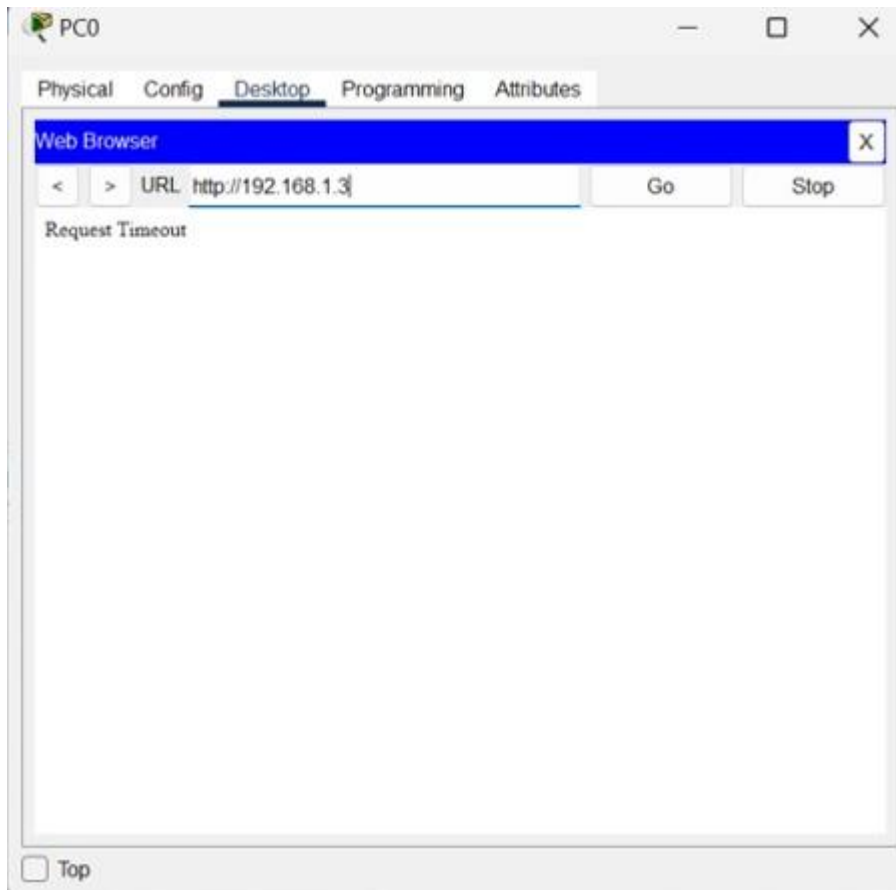 PC0
Physical Config Desktop Programming Attributes
Web Browser X
< > URL http://192.168.1.3 Go Stop
Request Timeout
Top